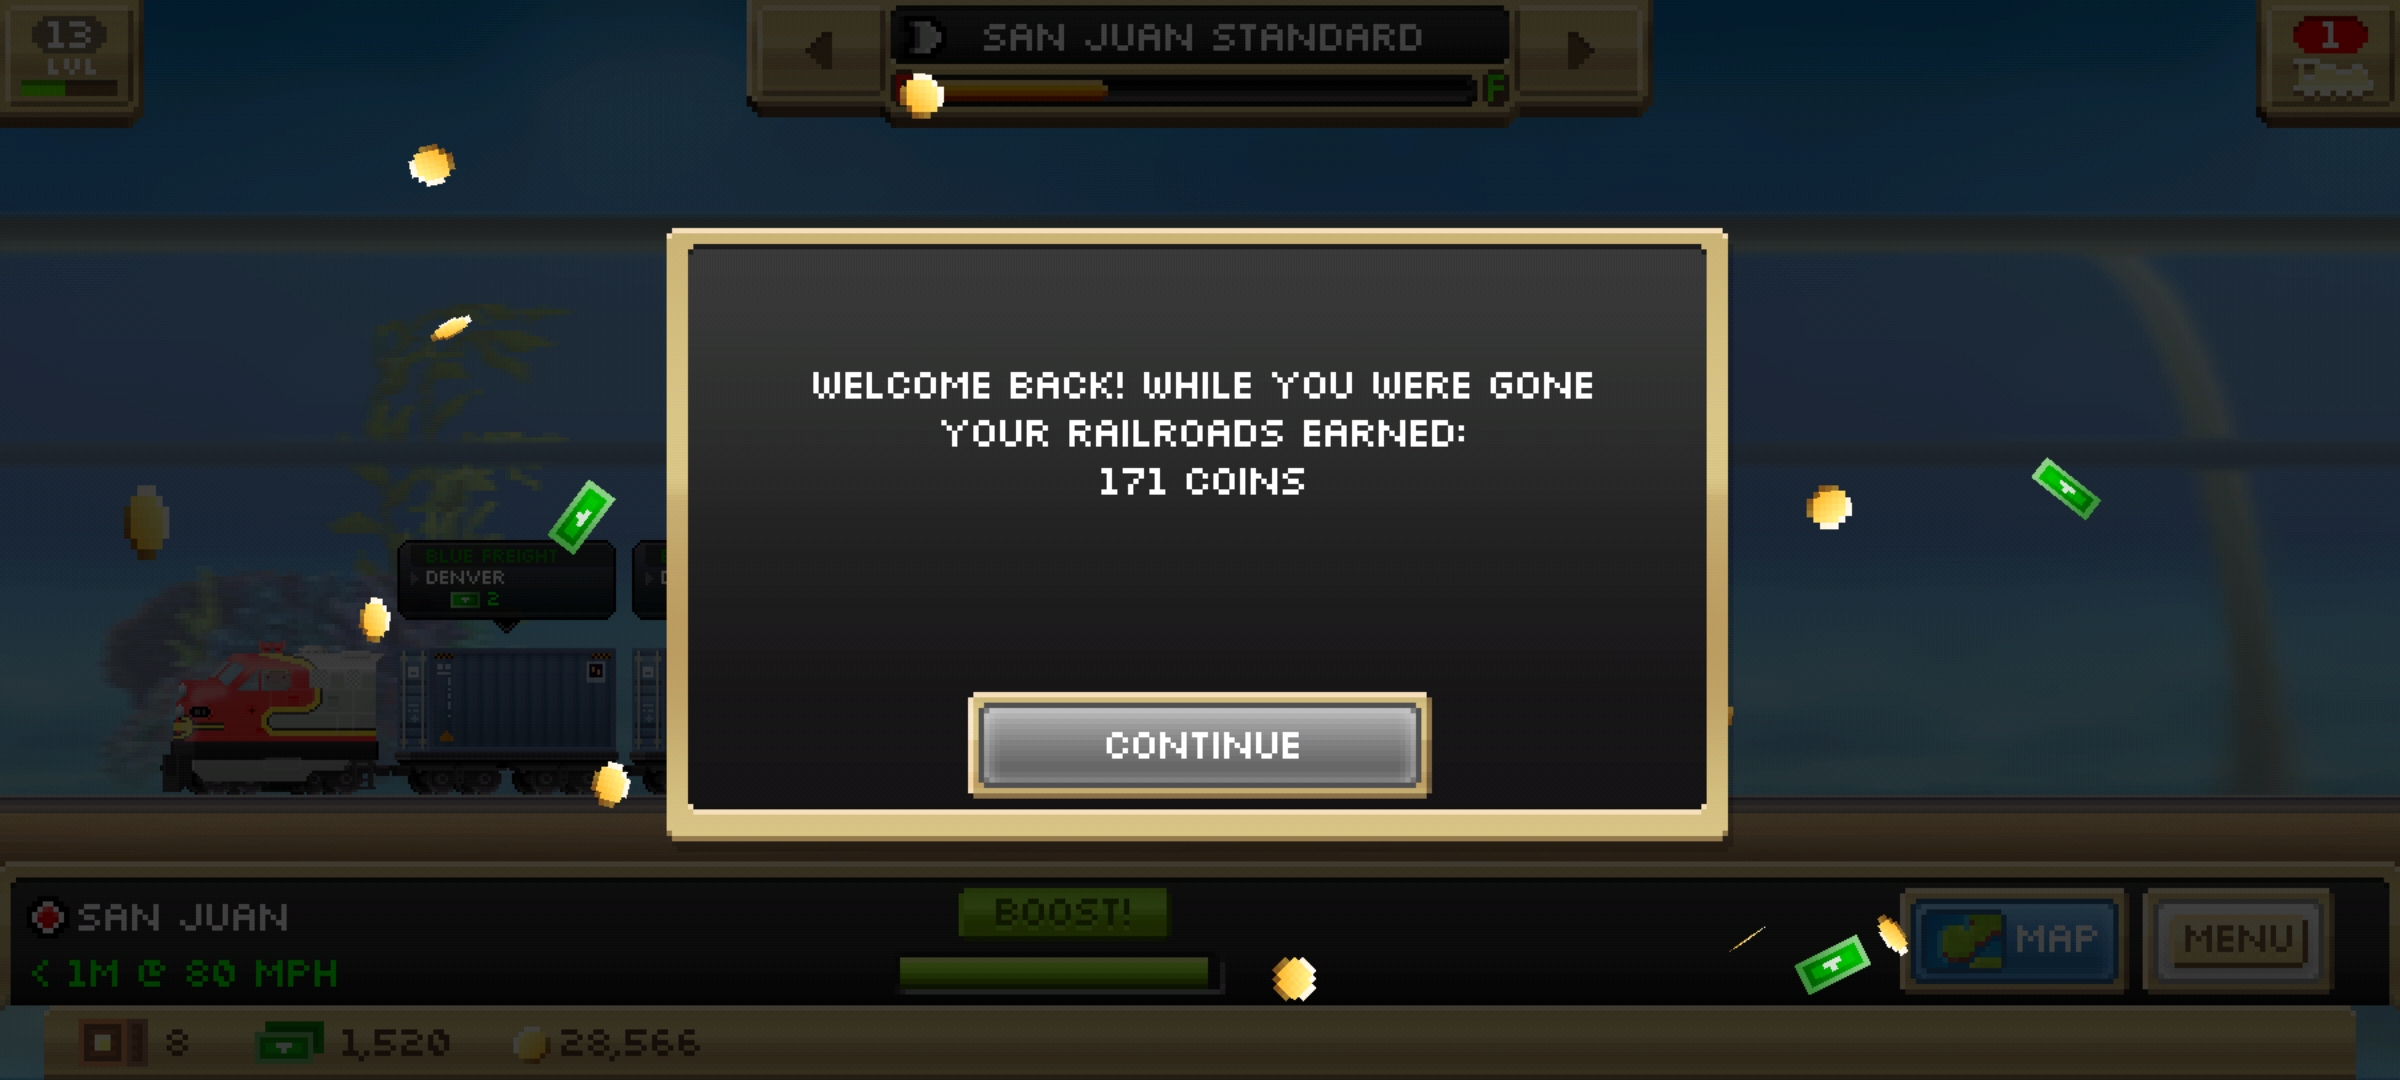 13
LVL
SAN JUAN STANDARD
F
1
WELCOME BACK! WHILE YOU WERE GONE
YOUR RAILROADS EARNED:
171 COINS
BLUE FREIGHT
DENVER
2
CONTINUE
SAN JUAN
< 1M @ 80 MPH
BOOST!
MAP
MENU
8
1,520
28,566